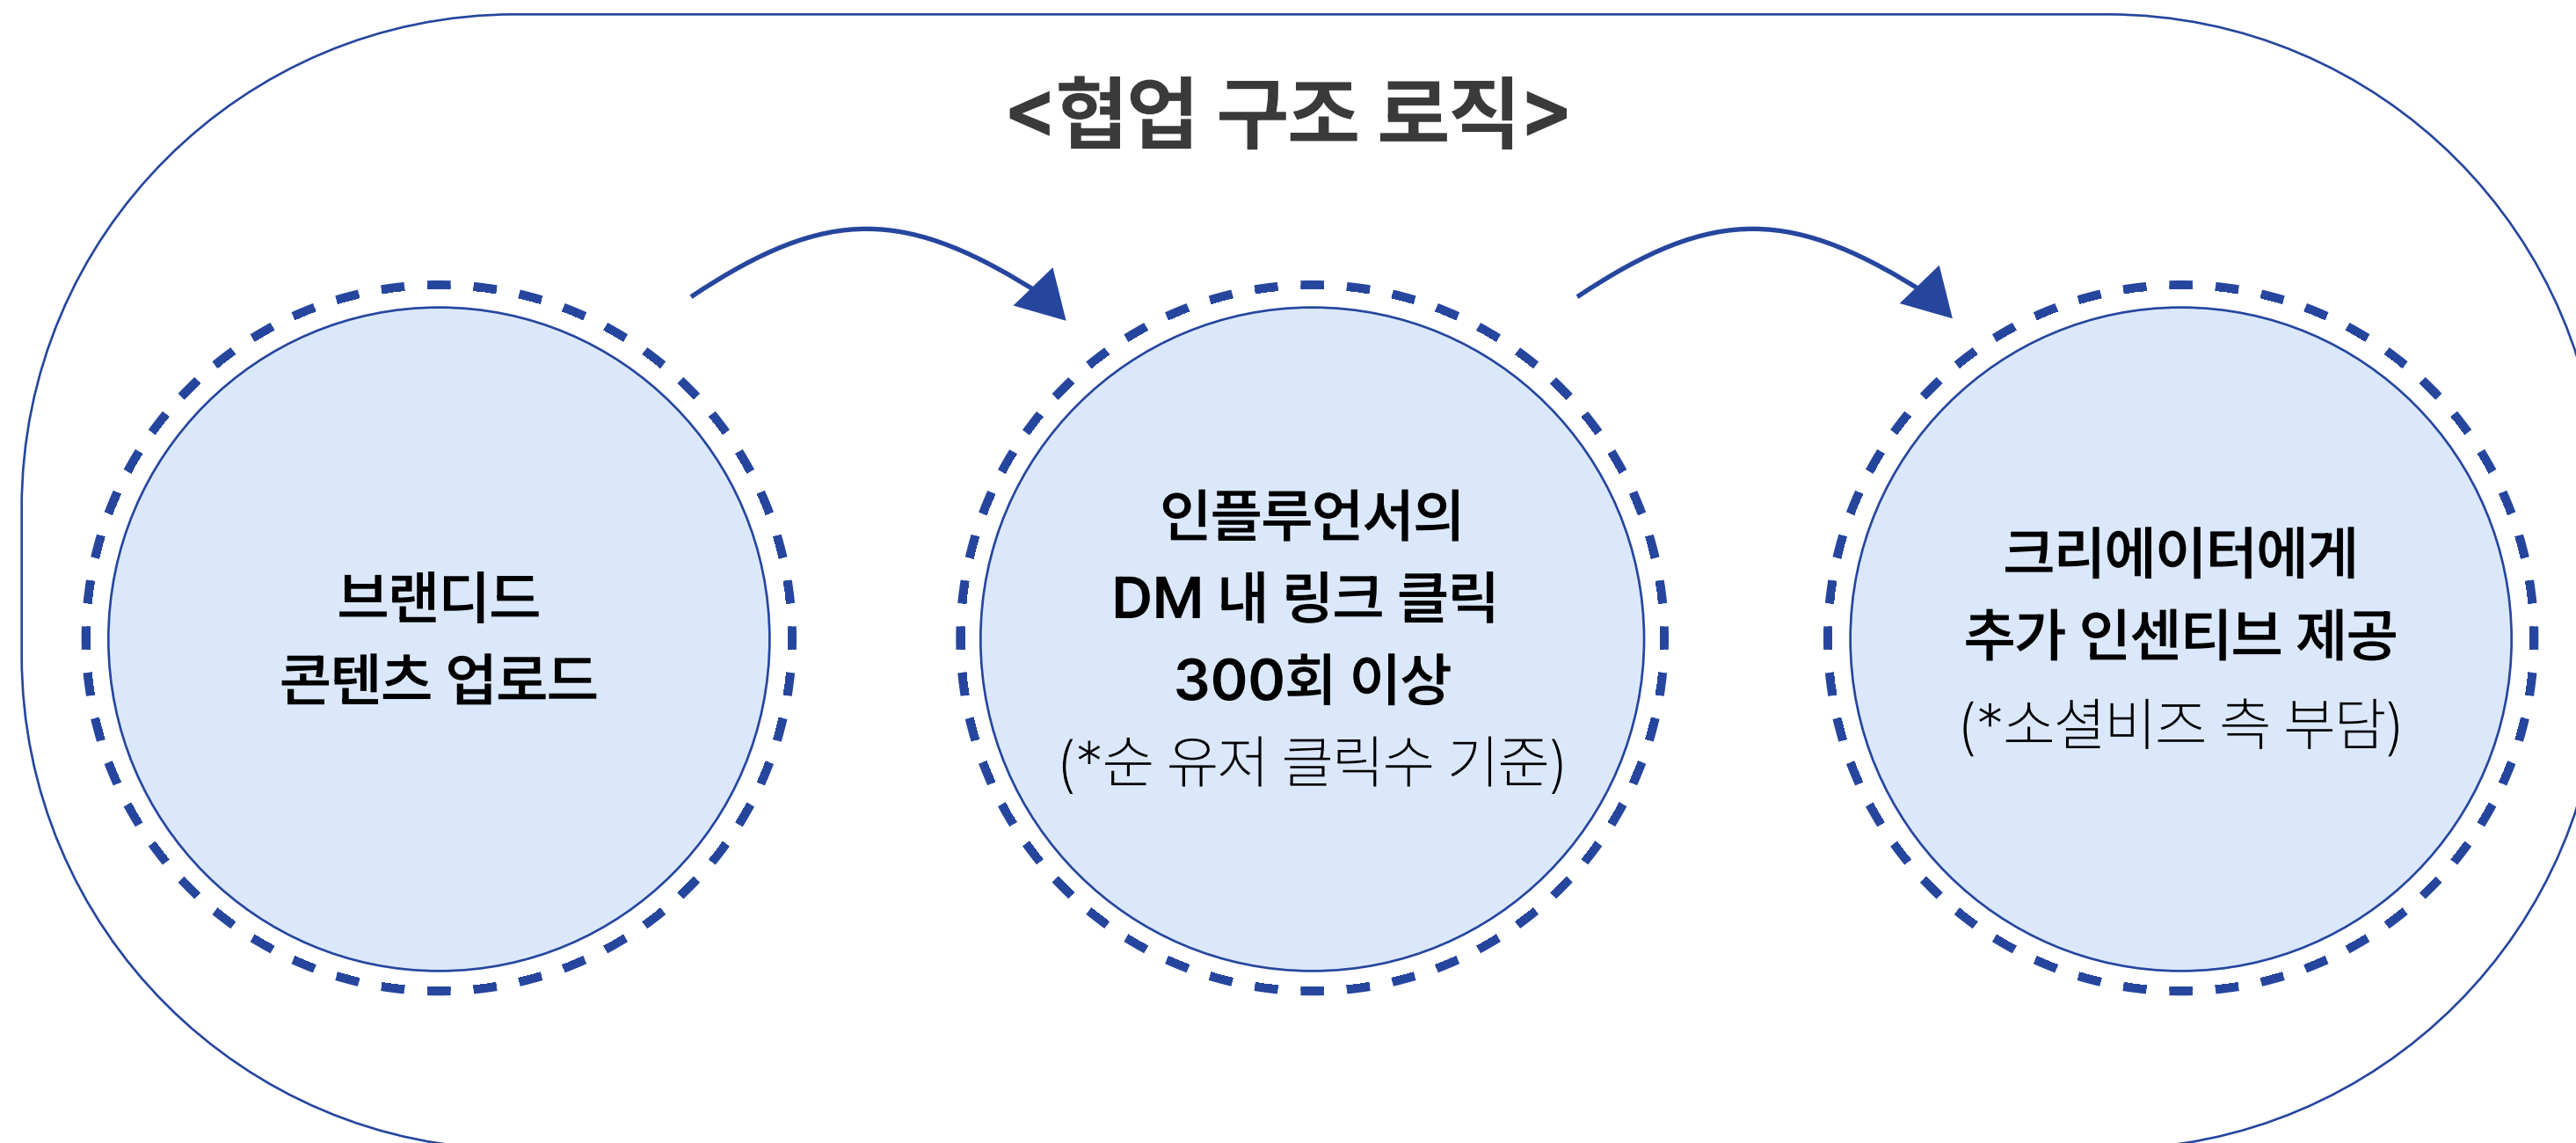 <협업 구조 로직>
브랜디드
콘텐츠 업로드
인플루언서의
DM 내 링크 클릭
300회 이상
(*순 유저 클릭수 기준)
크리에이터에게
추가 인센티브 제공
(*소셜비즈 측 부담)